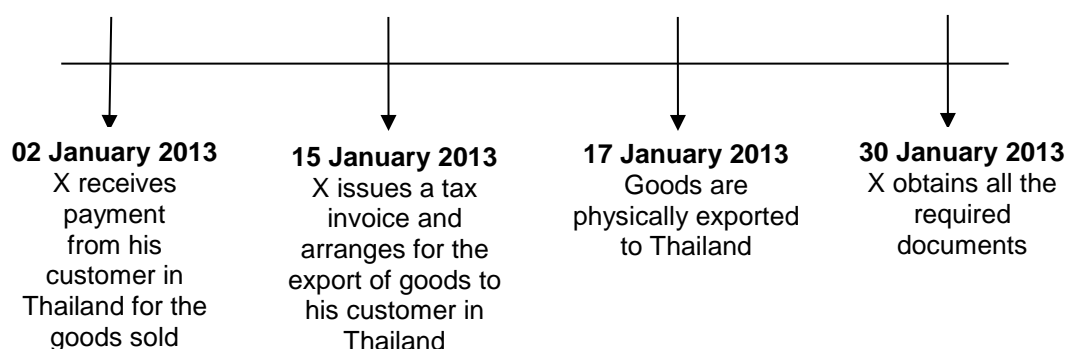 02 January 2013
X receives
payment
from his
customer in
Thailand for the
goods sold
15 January 2013
X issues a tax
invoice and
arranges for the
export of goods to
his customer in
Thailand
17 January 2013
Goods are
physically exported
to Thailand
30 January 2013
X obtains all the
required
documents